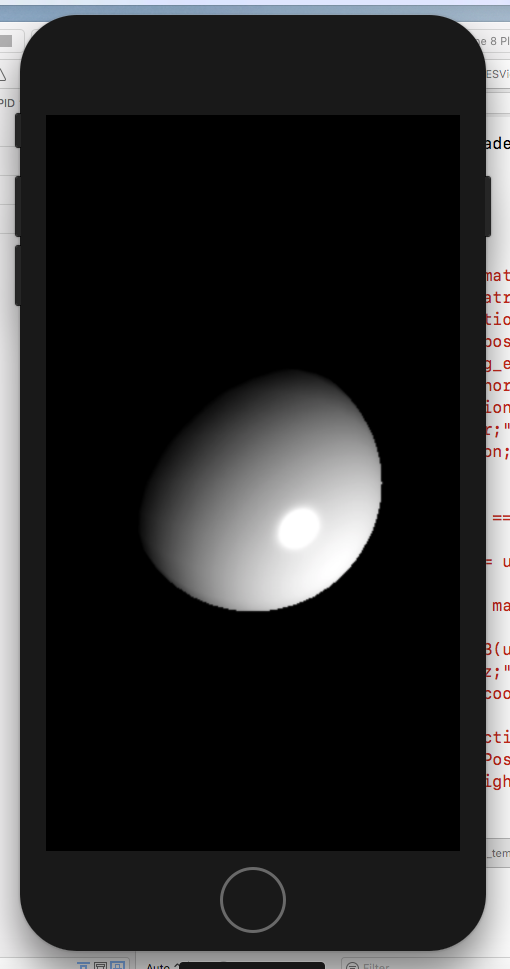 ne 8 Pl
ESVi
PID
ade
mat
atr
tio
pos
g_e
nor
ion
r;"
on;
==
= u
ma
3(u
z;"
coo
cti
Pos
igh
_tem
Auto
Filter